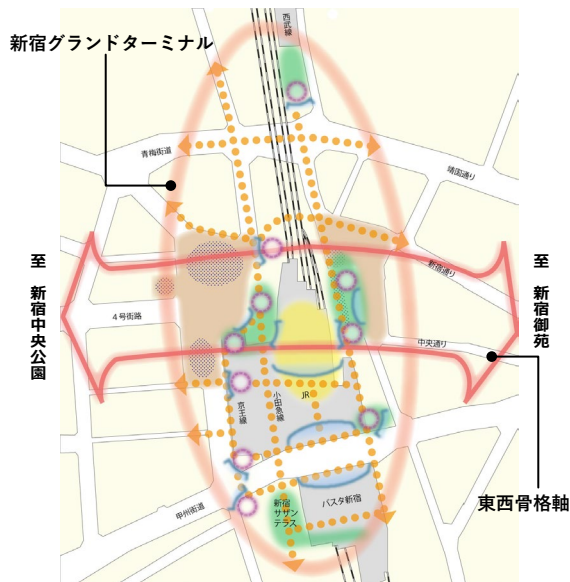 西武線
新宿グランドターミナル
青梅街道
靖国通り
至 新宿中央公園
至 新宿御苑
新宿通り
4号街路
中央通り
京王線
小田急線
JR
東西骨格軸
甲州街道
新宿
サザン
テラス
バスタ新宿